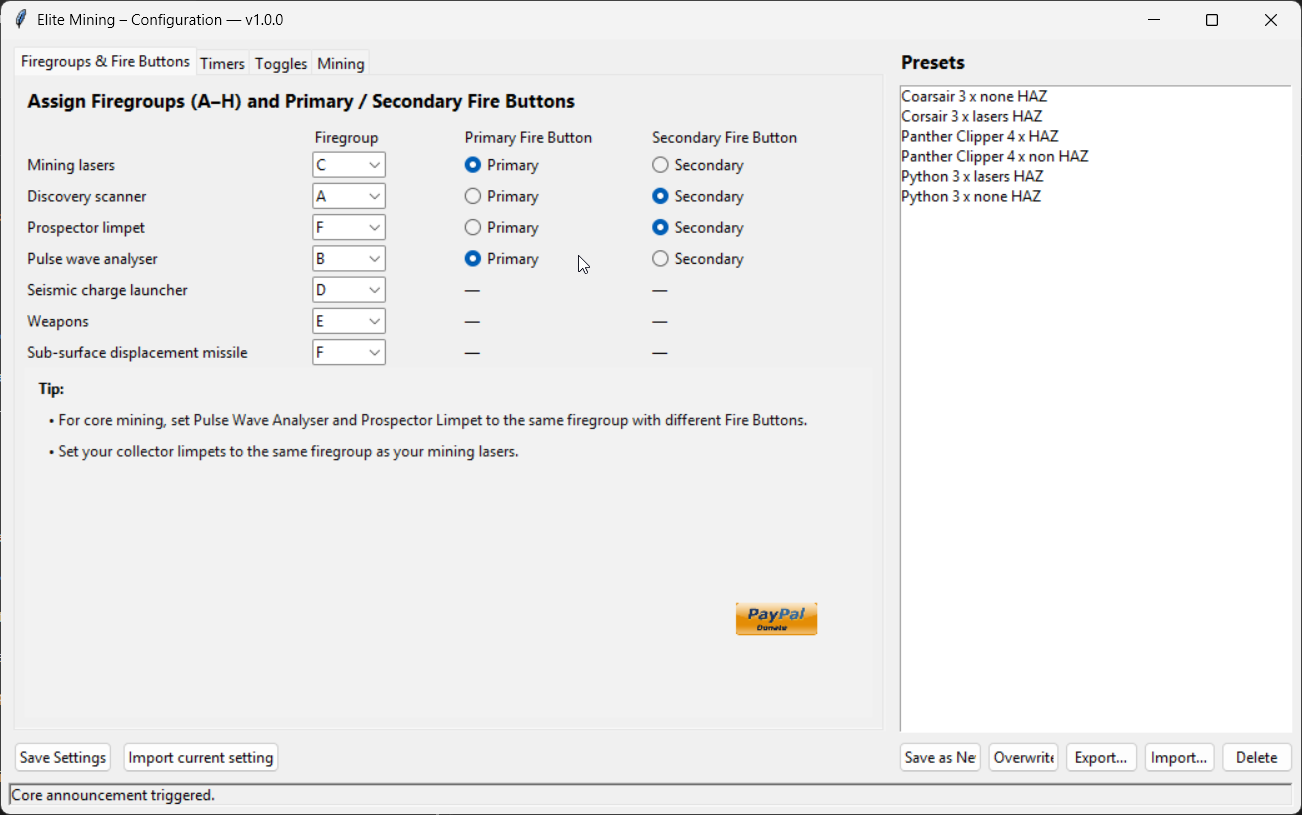 Elite Mining – Configuration — v1.0.0
Firegroups & Fire Buttons Timers Toggles Mining
Assign Firegroups (A–H) and Primary / Secondary Fire Buttons
Firegroup Primary Fire Button Secondary Fire Button
Mining lasers C Primary Secondary
Discovery scanner A Primary Secondary
Prospector limpet F Primary Secondary
Pulse wave analyser B Primary Secondary
Seismic charge launcher D — —
Weapons E — —
Sub-surface displacement missile F — —
Tip:
• For core mining, set Pulse Wave Analyser and Prospector Limpet to the same firegroup with different Fire Buttons.
• Set your collector limpets to the same firegroup as your mining lasers.
PayPal
Donate
Save Settings Import current setting
Presets
Coarsair 3 x none HAZ
Corsair 3 x lasers HAZ
Panther Clipper 4 x HAZ
Panther Clipper 4 x non HAZ
Python 3 x lasers HAZ
Python 3 x none HAZ
Save as Ne Overwrite Export... Import... Delete
Core announcement triggered.